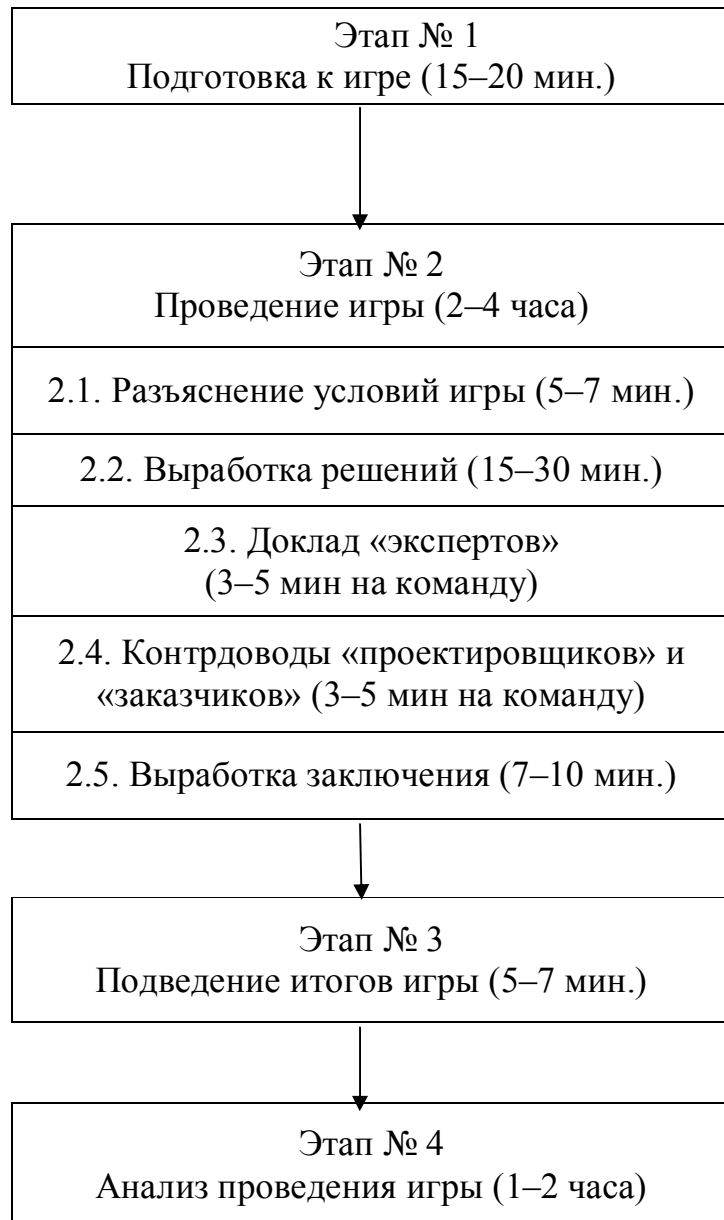 Этап № 1
Подготовка к игре (15–20 мин.)
Этап № 2
Проведение игры (2–4 часа)
2.1. Разъяснение условий игры (5–7 мин.)
2.2. Выработка решений (15–30 мин.)
2.3. Доклад «экспертов»
(3–5 мин на команду)
2.4. Контрдоводы «проектировщиков» и
«заказчиков» (3–5 мин на команду)
2.5. Выработка заключения (7–10 мин.)
Этап № 3
Подведение итогов игры (5–7 мин.)
Этап № 4
Анализ проведения игры (1–2 часа)